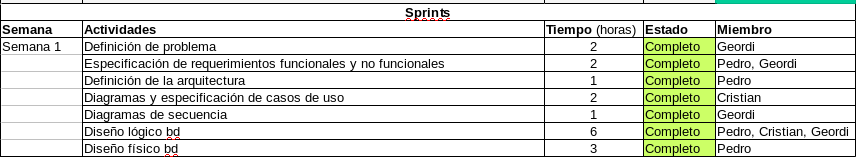 Sprints
Semana Actividades Tiempo (horas) Estado Miembro
Semana 1 Definición de problema 2 Completo Geordi
Especificación de requerimientos funcionales y no funcionales 2 Completo Pedro, Geordi
Definición de la arquitectura 1 Completo Pedro
Diagramas y especificación de casos de uso 2 Completo Cristian
Diagramas de secuencia 1 Completo Geordi
Diseño lógico bd 6 Completo Pedro, Cristian, Geordi
Diseño físico bd 3 Completo Pedro